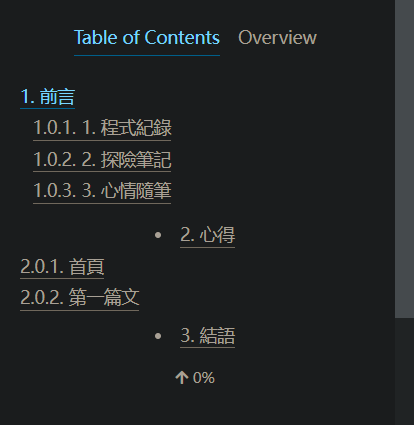 Table of Contents Overview
1. 前言
1.0.1. 1. 程式紀錄
1.0.2. 2. 探險筆記
1.0.3. 3. 心情隨筆
• 2. 心得
2.0.1. 首頁
2.0.2. 第一篇文
• 3. 結語
↑ 0%